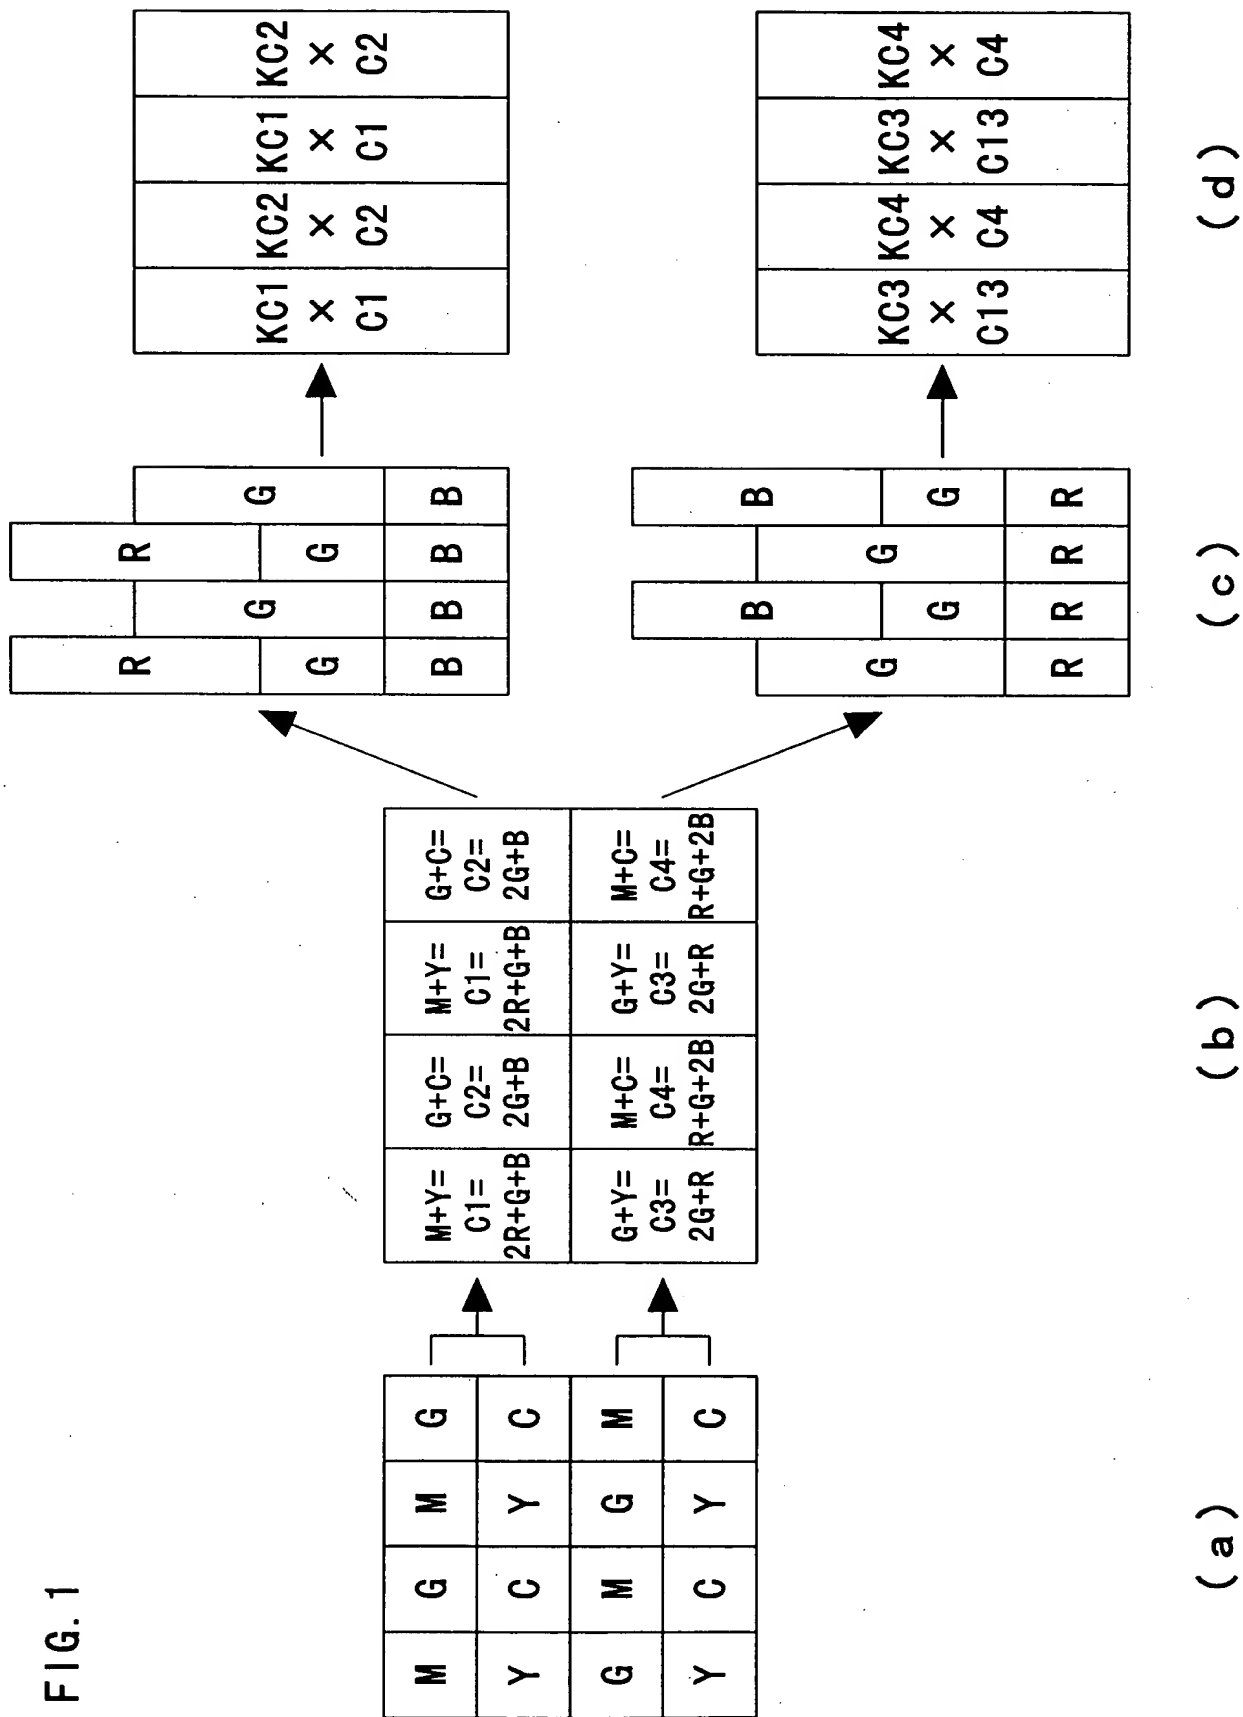 FIG. 1
M G M G
Y C Y C
G M G M
Y C Y C
(a)
M+Y= G+C= M+Y= G+C=
C1= C2= C1= C2=
2R+G+B 2G+B 2R+G+B 2G+B
G+Y= M+C= G+Y= M+C=
C3= C4= C3= C4=
2G+R R+G+2B 2G+R R+G+2B
(b)
R G R G
G G
B B B B
G B G B
G G
R R R R
(c)
KC1 KC2 KC1 KC2
× × × ×
C1 C2 C1 C2
KC3 KC4 KC3 KC4
× × × ×
C13 C4 C13 C4
(d)